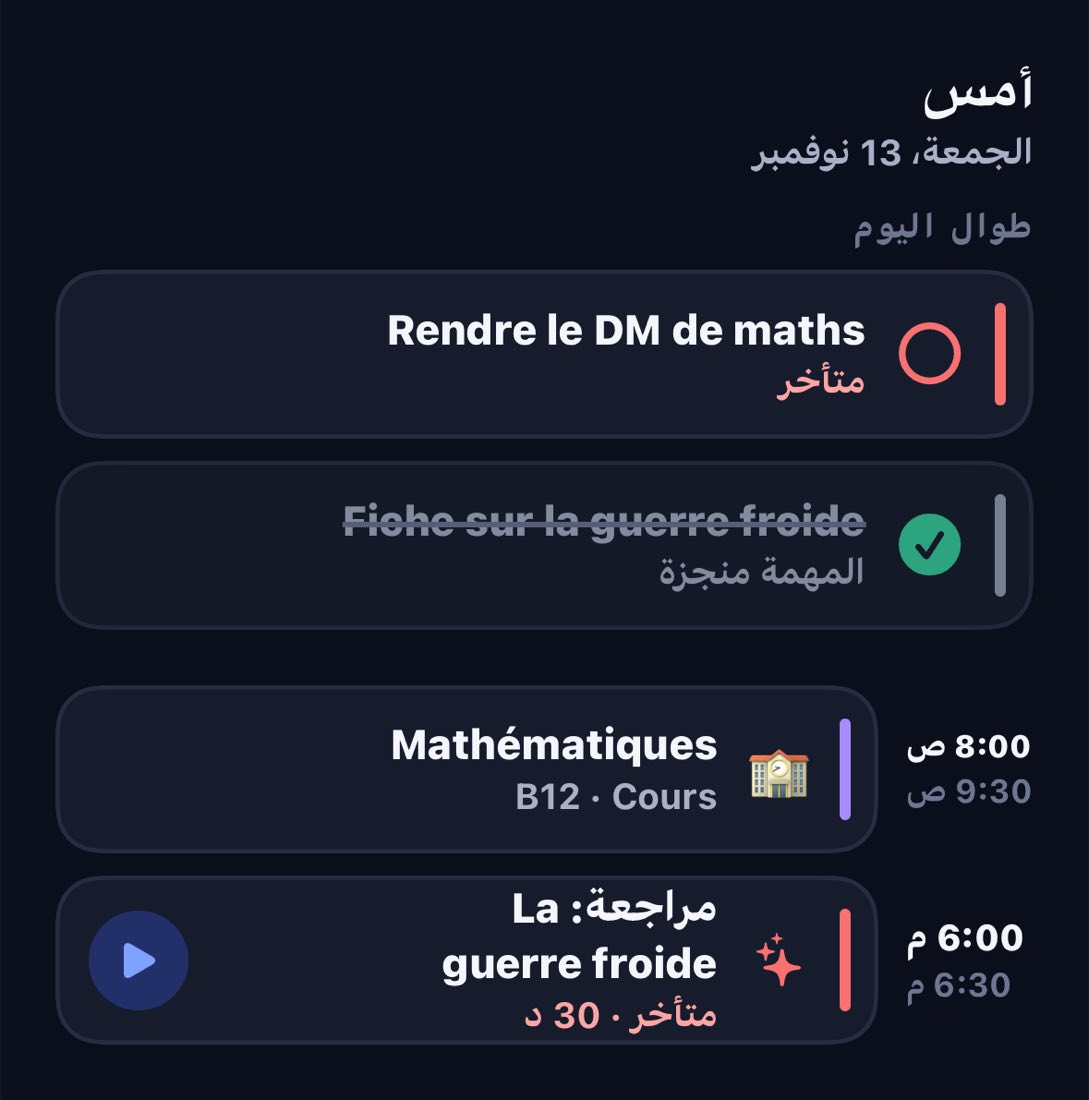 أمس
الجمعة، 13 نوفمبر
طوال اليوم
Rendre le DM de maths
متأخر
Fiche sur la guerre froide
المهمة منجزة
8:00 ص
9:30 ص
Mathématiques
B12 · Cours
6:00 م
6:30 م
مراجعة: La
guerre froide
متأخر · 30 د